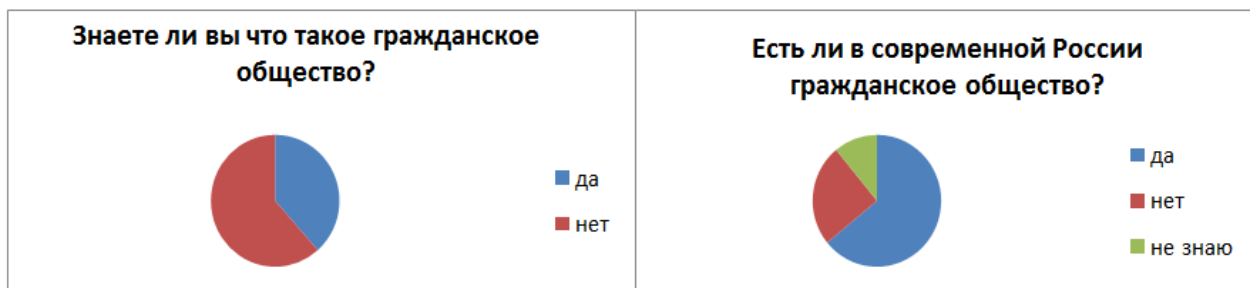 Знаете ли вы что такое гражданское
общество?
да
нет
Есть ли в современной России
гражданское общество?
да
нет
не знаю